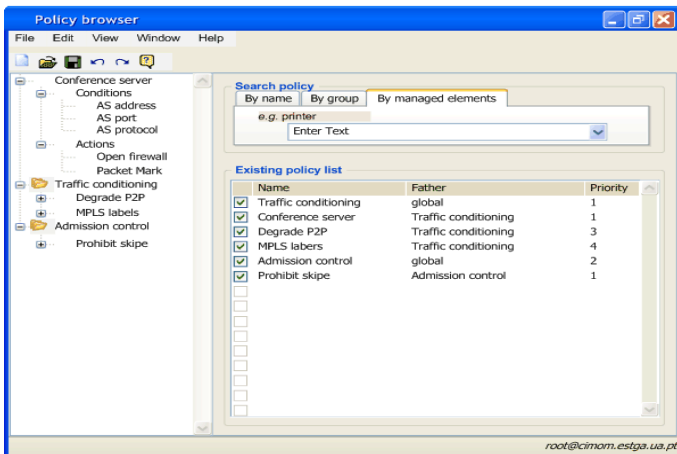 Policy browser
File Edit View Window Help
Conference server
Conditions
AS address
AS port
AS protocol
Actions
Open firewall
Packet Mark
Traffic conditioning
Degrade P2P
MPLS labels
Admission control
Prohibit skipe
Search policy
By name By group By managed elements
e.g. printer
Enter Text
Existing policy list
Name Father Priority
Traffic conditioning global 1
Conference server Traffic conditioning 1
Degrade P2P Traffic conditioning 3
MPLS labers Traffic conditioning 4
Admission control global 2
Prohibit skipe Admission control 1
root@cimom.estga.ua.pt